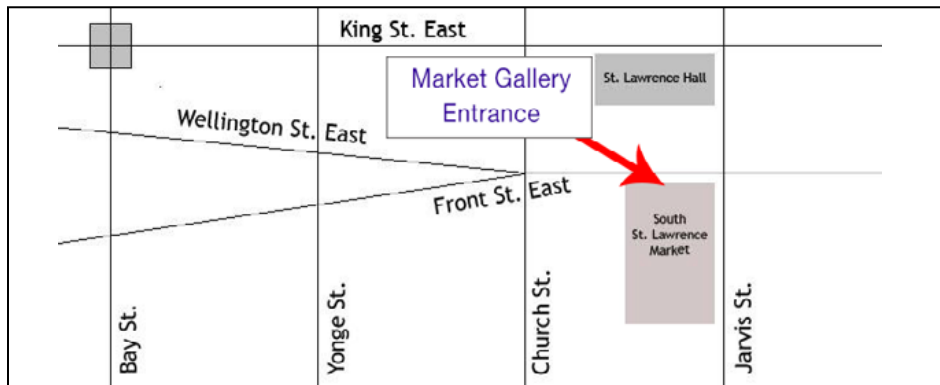 King St. East
Market Gallery
Entrance
St. Lawrence Hall
Wellington St. East
Front St. East
South
St. Lawrence
Market
Bay St.
Yonge St.
Church St.
Jarvis St.